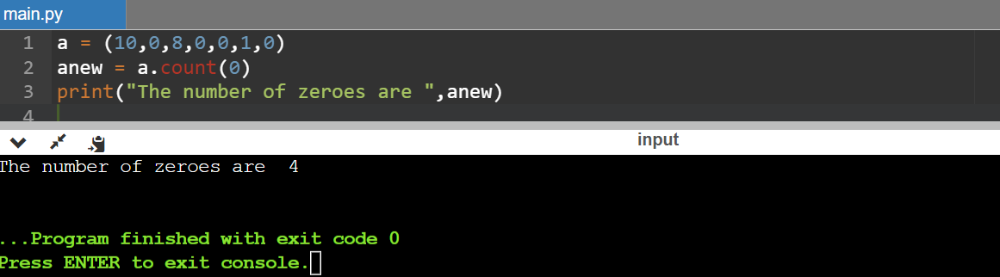 main.py
1 a = (10,0,8,0,0,1,0)
2 anew = a.count(0)
3 print("The number of zeroes are ",anew)
4
input
The number of zeroes are  4
...Program finished with exit code 0
Press ENTER to exit console.